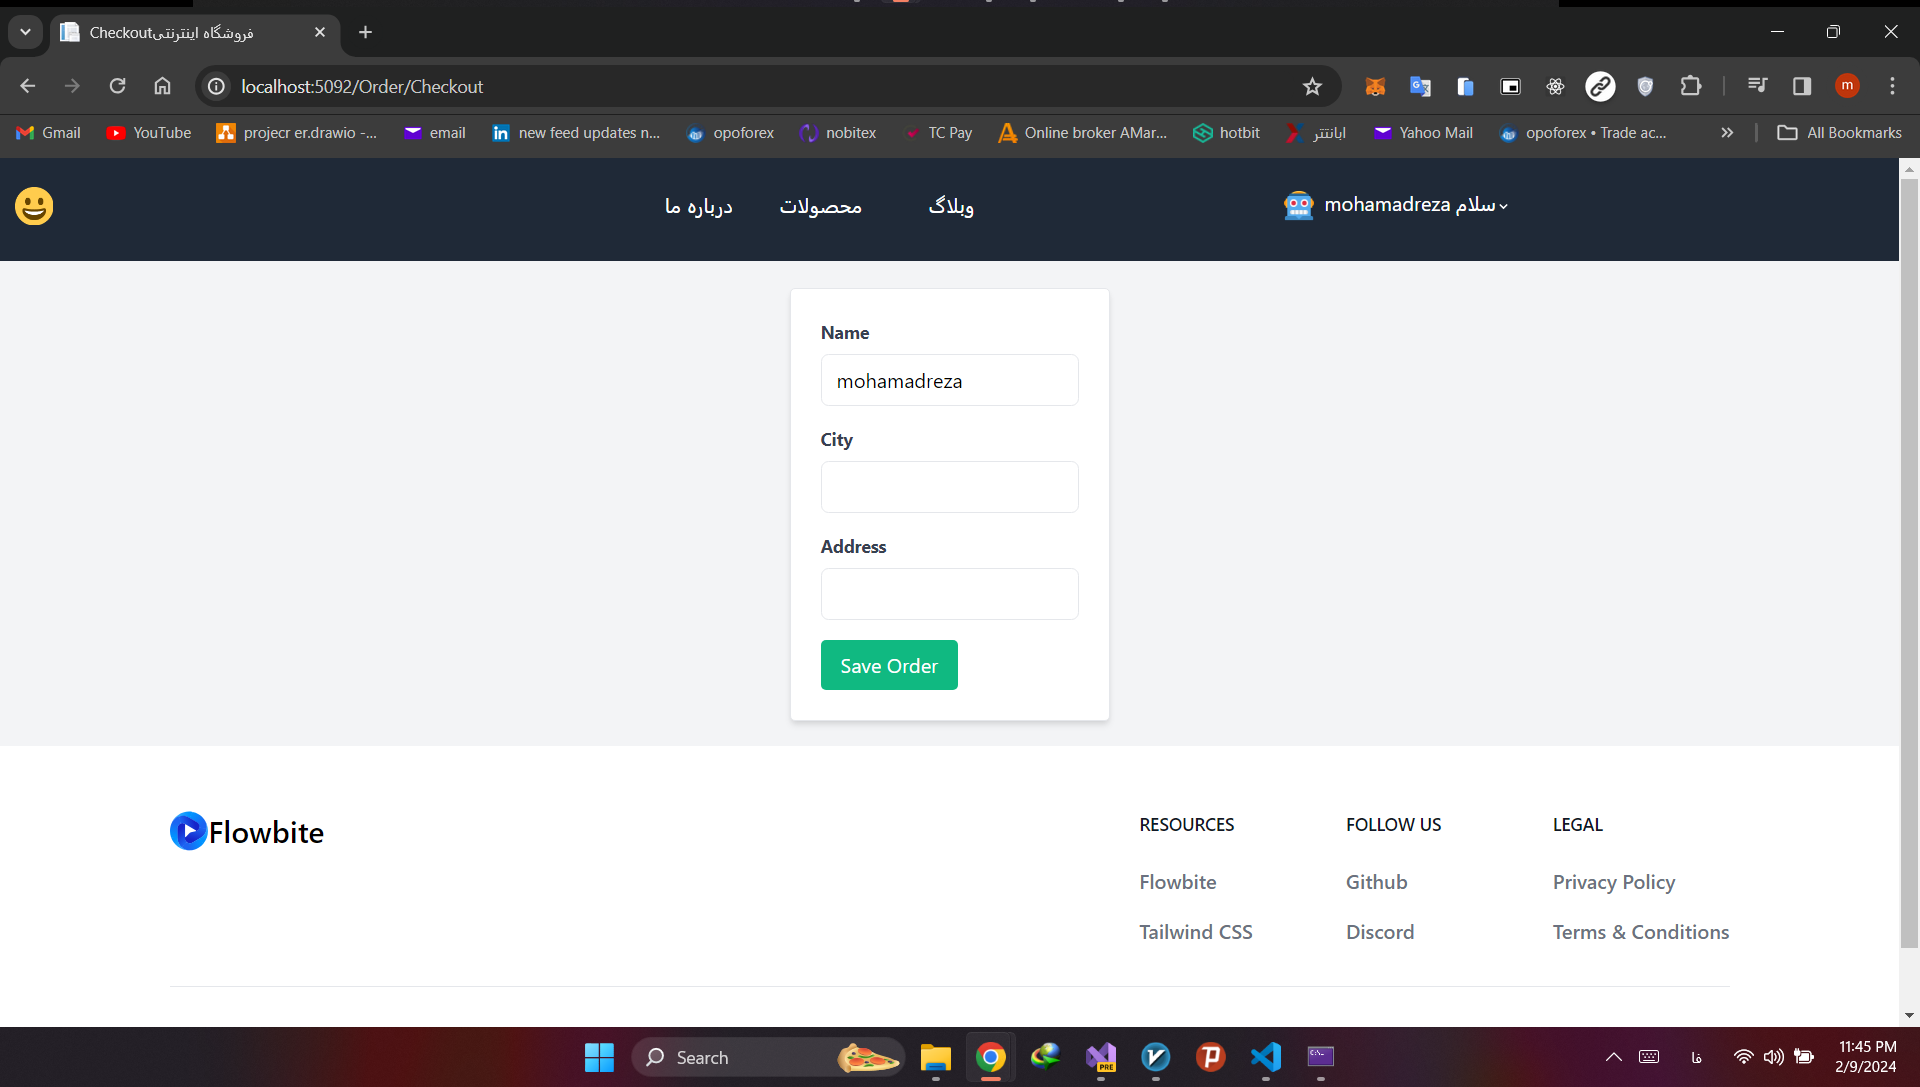 Checkoutفروشگاه اینترنتی
localhost:5092/Order/Checkout
m
Gmail
YouTube
projecr er.drawio -...
email
new feed updates n...
opoforex
nobitex
TC Pay
Online broker AMar...
hotbit
ابانتتر
Yahoo Mail
opoforex • Trade ac...
All Bookmarks
درباره ما
محصولات
وبلاگ
mohamadreza سلام
Name
mohamadreza
City
Address
Save Order
Flowbite
RESOURCES
FOLLOW US
LEGAL
Flowbite
Github
Privacy Policy
Tailwind CSS
Discord
Terms & Conditions
Search
PRE
فا
11:45 PM
2/9/2024